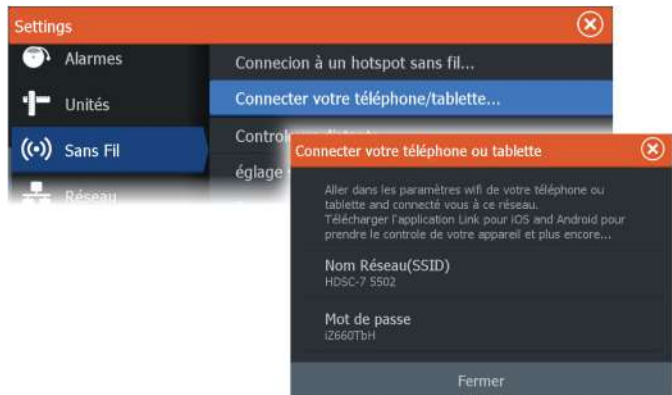 Settings
Alarmes
Unités
Sans Fil
Réseau
Connecion à un hotspot sans fil...
Connecter votre téléphone/tablette...
Connecter votre téléphone ou tablette
Aller dans les paramètres wifi de votre téléphone ou
tablette and connecté vous à ce réseau.
Télécharger l'application Link pour iOS and Android pour
prendre le controle de votre appareil et plus encore...
Nom Réseau(SSID)
HDSC-7 5502
Mot de passe
iZ660TbH
Fermer